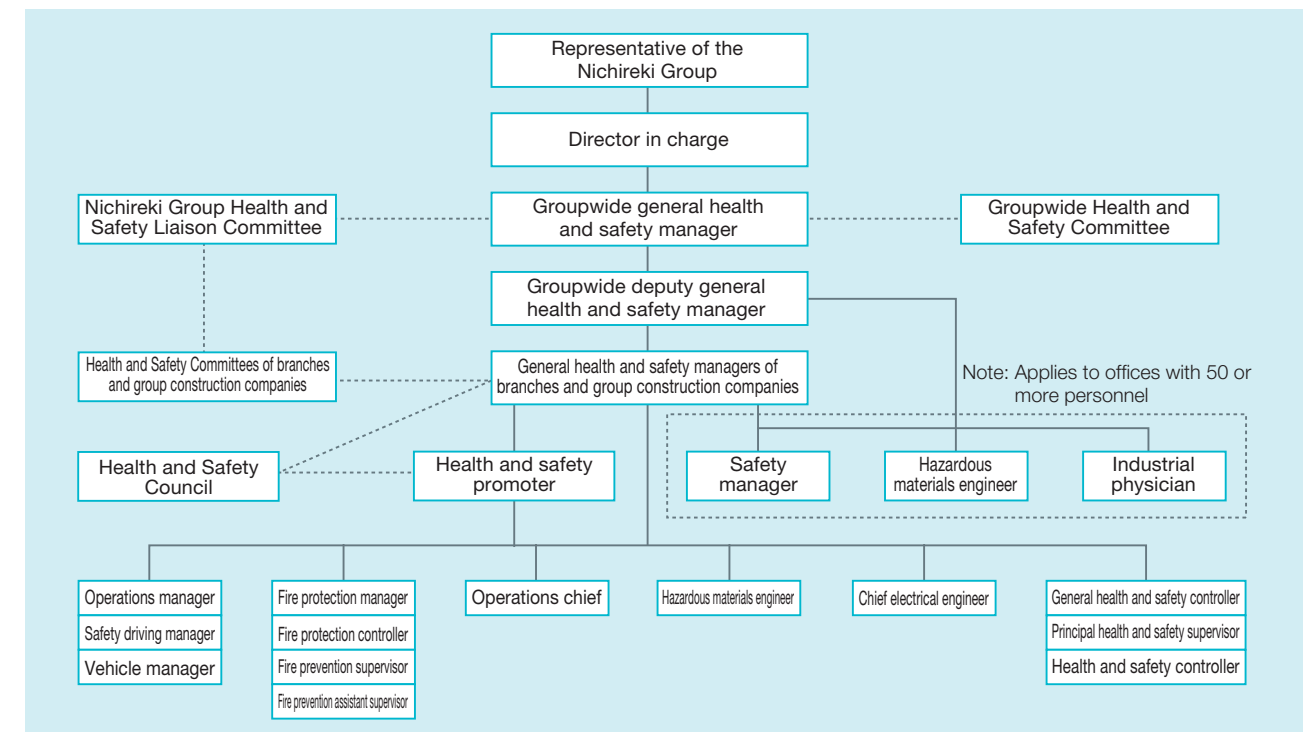 Representative of the
Nichireki Group
Director in charge
Nichireki Group Health and
Safety Liaison Committee
Groupwide general health
and safety manager
Groupwide Health and
Safety Committee
Groupwide deputy general
health and safety manager
Health and Safety Committees of branches
and group construction companies
General health and safety managers of
branches and group construction companies
Note: Applies to offices with 50 or
more personnel
Health and Safety
Council
Health and safety
promoter
Safety
manager
Hazardous
materials engineer
Industrial
physician
Operations manager
Safety driving manager
Vehicle manager
Fire protection manager
Fire protection controller
Fire prevention supervisor
Fire prevention assistant supervisor
Operations chief
Hazardous materials engineer
Chief electrical engineer
General health and safety controller
Principal health and safety supervisor
Health and safety controller